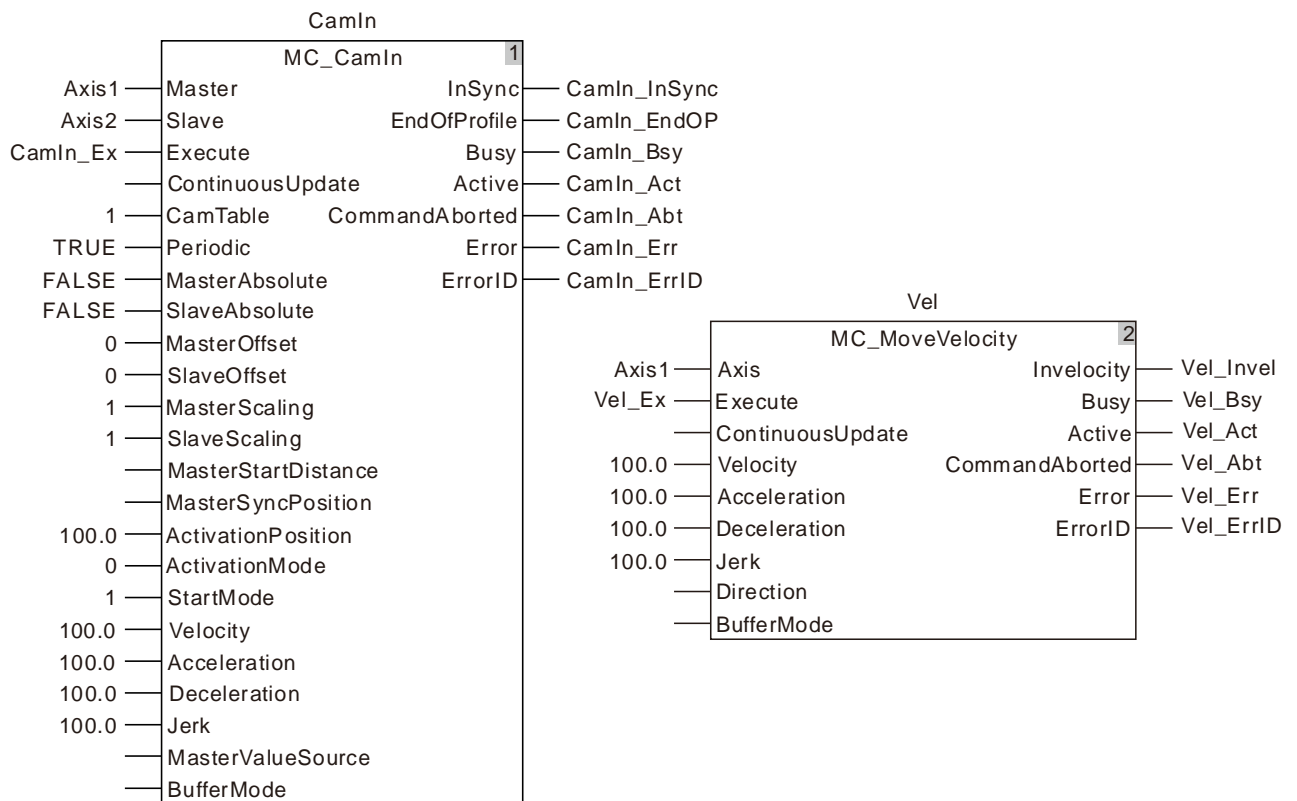 CamIn
MC_CamIn 1
Axis1 Master InSync CamIn_InSync
Axis2 Slave EndOfProfile CamIn_EndOP
CamIn_Ex Execute Busy CamIn_Bsy
ContinuousUpdate Active CamIn_Act
1 CamTable CommandAborted CamIn_Abt
TRUE Periodic Error CamIn_Err
FALSE MasterAbsolute ErrorID CamIn_ErrID
FALSE SlaveAbsolute
0 MasterOffset
0 SlaveOffset
1 MasterScaling
1 SlaveScaling
MasterStartDistance
MasterSyncPosition
100.0 ActivationPosition
0 ActivationMode
1 StartMode
100.0 Velocity
100.0 Acceleration
100.0 Deceleration
100.0 Jerk
MasterValueSource
BufferMode
Vel
MC_MoveVelocity 2
Axis1 Axis Invelocity Vel_Invel
Vel_Ex Execute Busy Vel_Bsy
ContinuousUpdate Active Vel_Act
100.0 Velocity CommandAborted Vel_Abt
100.0 Acceleration Error Vel_Err
100.0 Deceleration ErrorID Vel_ErrID
100.0 Jerk
Direction
BufferMode